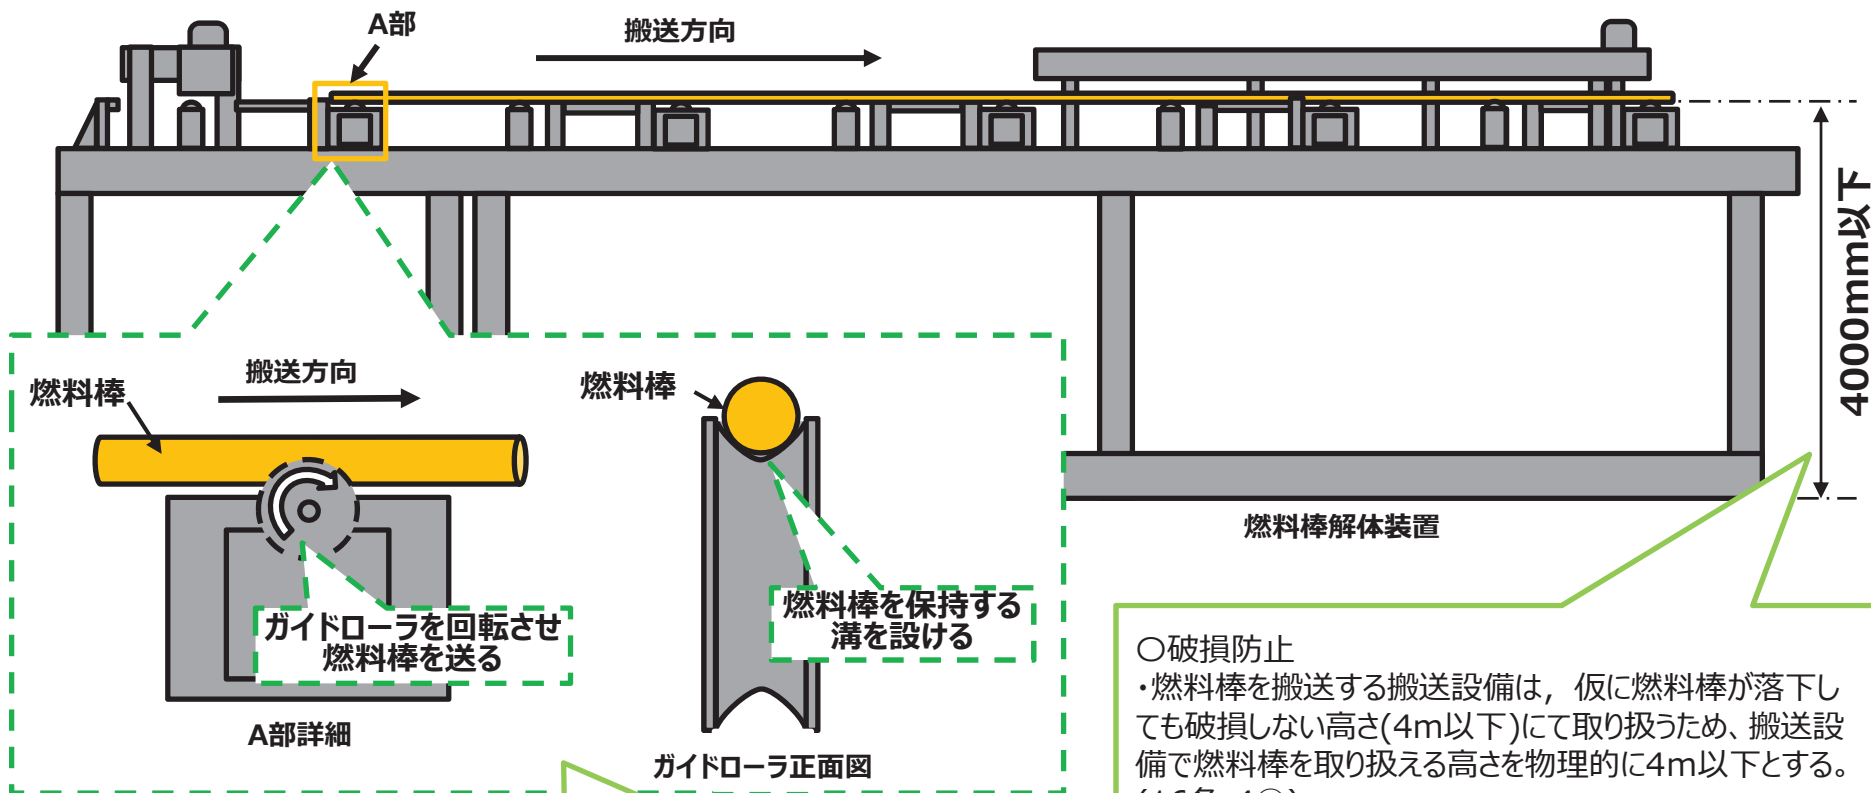 A部
搬送方向
4000mm以下
燃料棒
搬送方向
燃料棒
ガイドローラを回転させ
燃料棒を送る
燃料棒を保持する
溝を設ける
A部詳細
ガイドローラ正面図
燃料棒解体装置
○破損防止
・燃料棒を搬送する搬送設備は，仮に燃料棒が落下し
ても破損しない高さ(4m以下)にて取り扱うため、搬送設
備で燃料棒を取り扱える高さを物理的に4m以下とする。